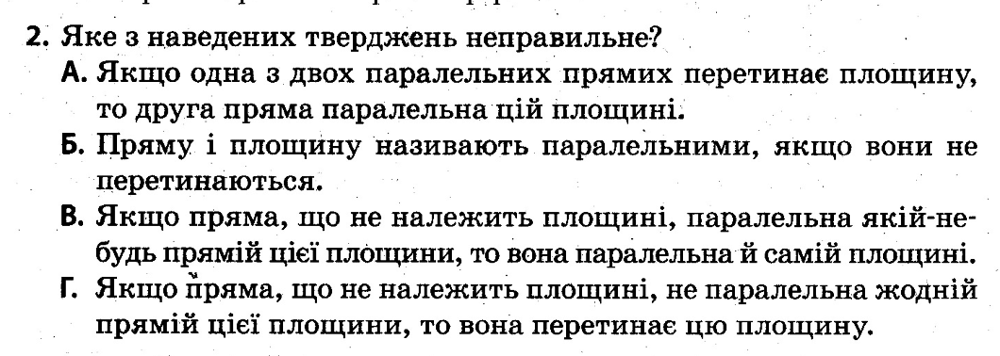 2. Яке з наведених тверджень неправильне?
А. Якщо одна з двох паралельних прямих перетинає площину,
то друга пряма паралельна цій площині.
Б. Пряму і площину називають паралельними, якщо вони не
перетинаються.
В. Якщо пряма, що не належить площині, паралельна якій-не-
будь прямій цієї площини, то вона паралельна й самій площині.
Г. Якщо пряма, що не належить площині, не паралельна жодній
прямій цієї площини, то вона перетинає цю площину.